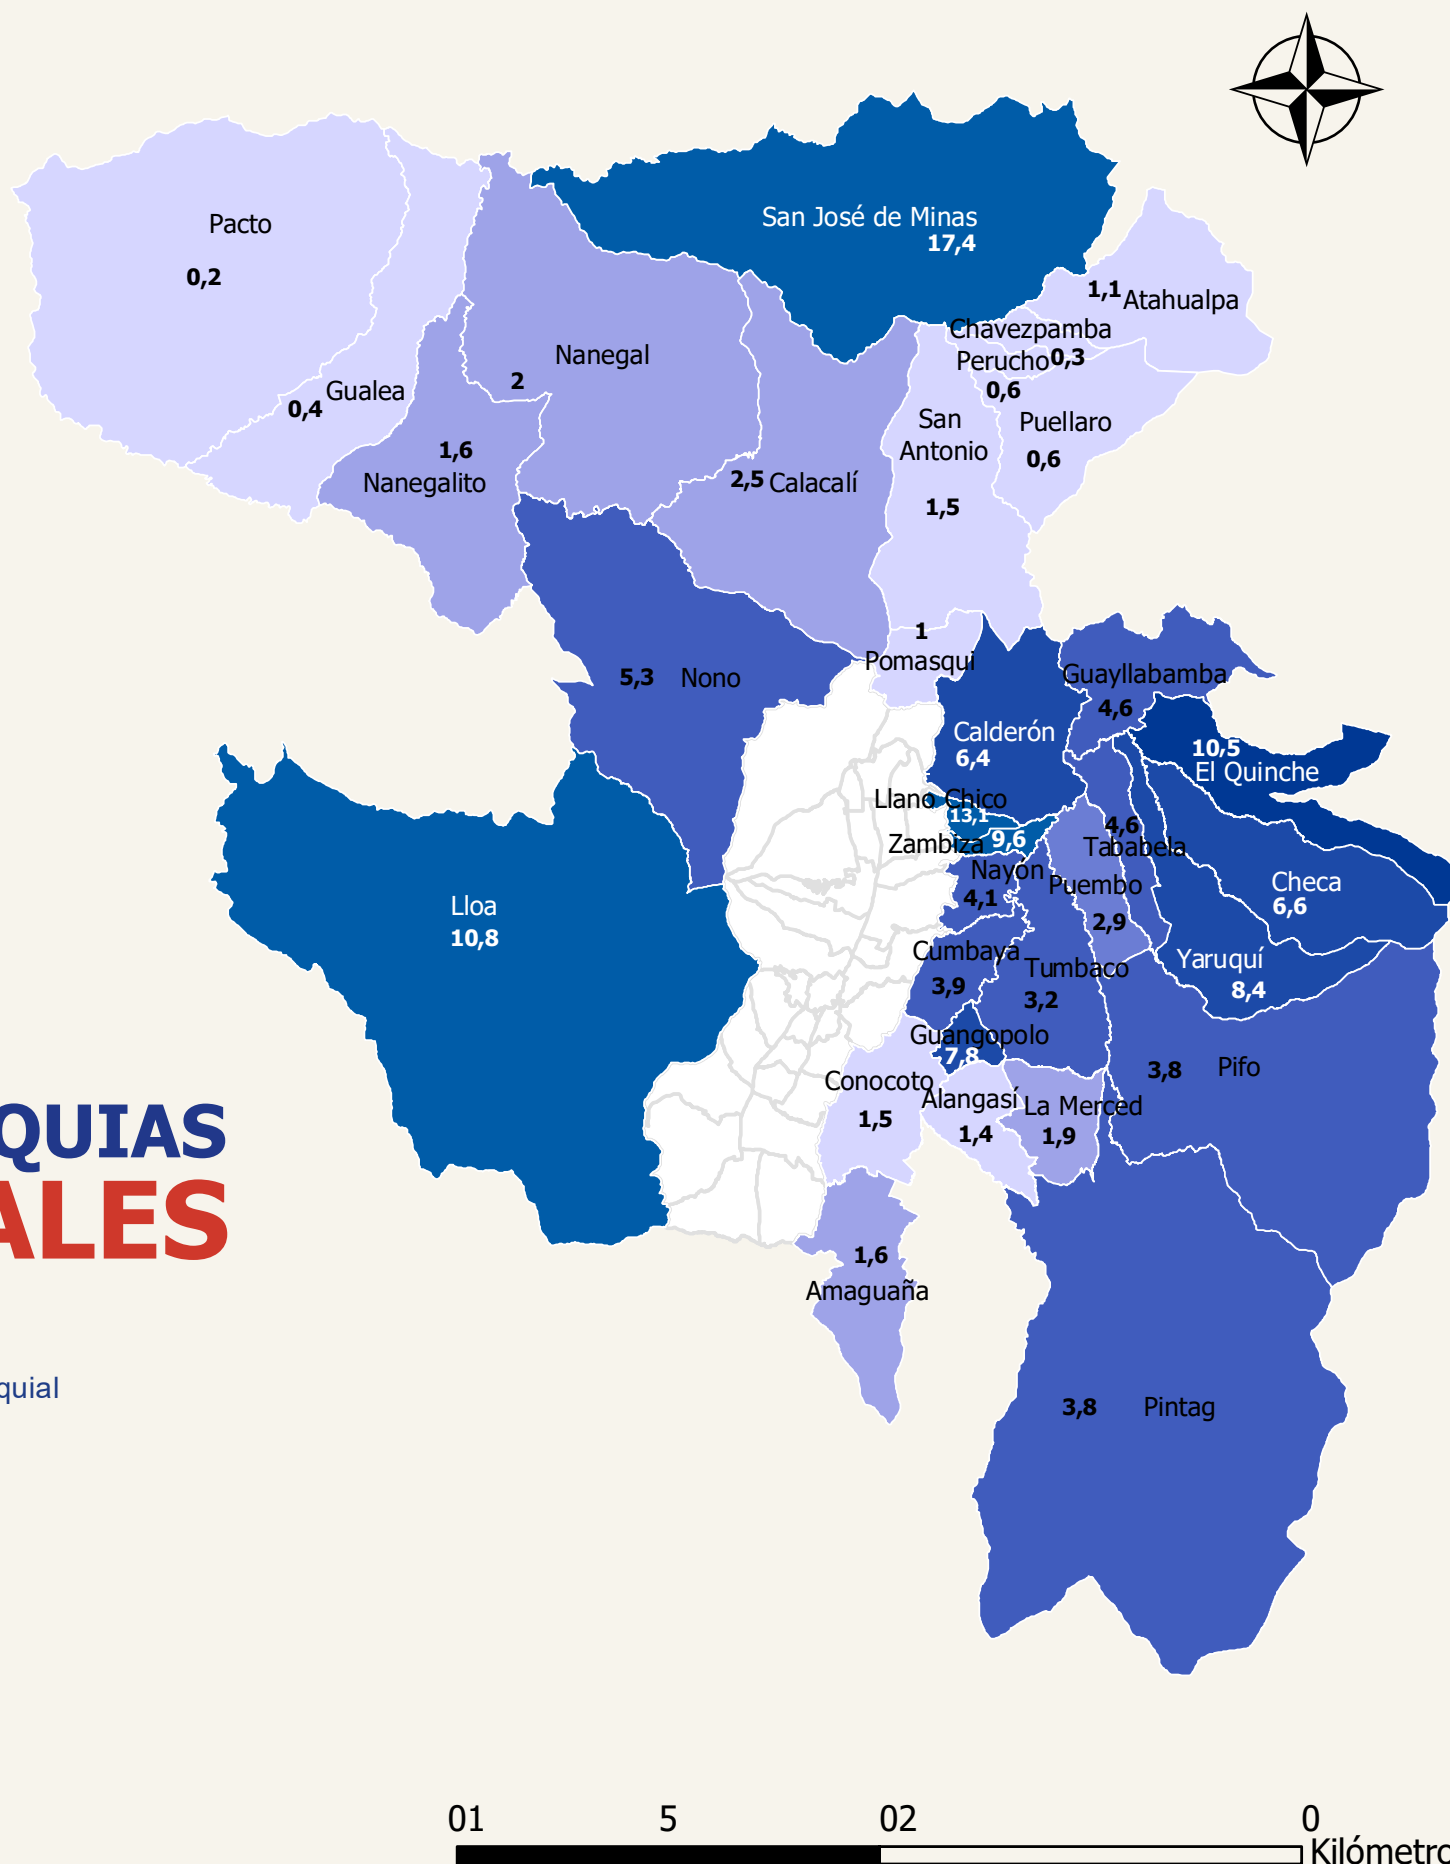 San José de Minas
17,4
Pacto
0,2
1,1 Atahualpa
Chavezpamba
0,3
Perucho
0,6
Nanegal
2
Gualea
0,4
San
Antonio
1,5
Puellaro
0,6
1,6
Nanegalito
2,5 Calacalí
1
Pomasqui
5,3 Nono
Guayllabamba
4,6
Calderón
6,4
10,5
El Quinche
Llano Chico
13,1
Zambiza 9,6
4,6
Tababela
Nayón
4,1
Puembo
2,9
Checa
6,6
Lloa
10,8
Cumbaya
3,9
Tumbaco
3,2
Yaruquí
8,4
Guangopolo
7,8
3,8 Pifo
Conocoto
1,5
Alangasí
1,4
La Merced
1,9
QUIAS
ALES
1,6
Amaguaña
quial
3,8 Pintag
01 5 02 0
Kilómetro